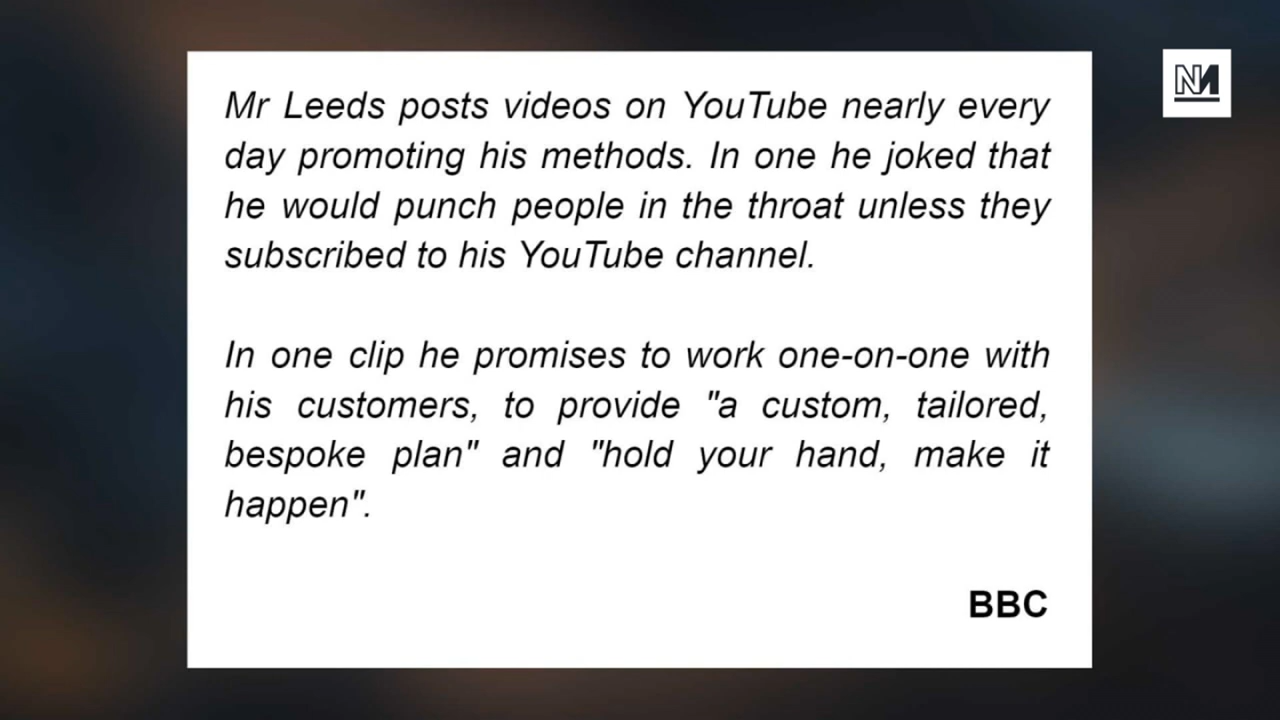 NM
Mr Leeds posts videos on YouTube nearly every
day promoting his methods. In one he joked that
he would punch people in the throat unless they
subscribed to his YouTube channel.
In one clip he promises to work one-on-one with
his customers, to provide "a custom, tailored,
bespoke plan" and "hold your hand, make it
happen".
BBC